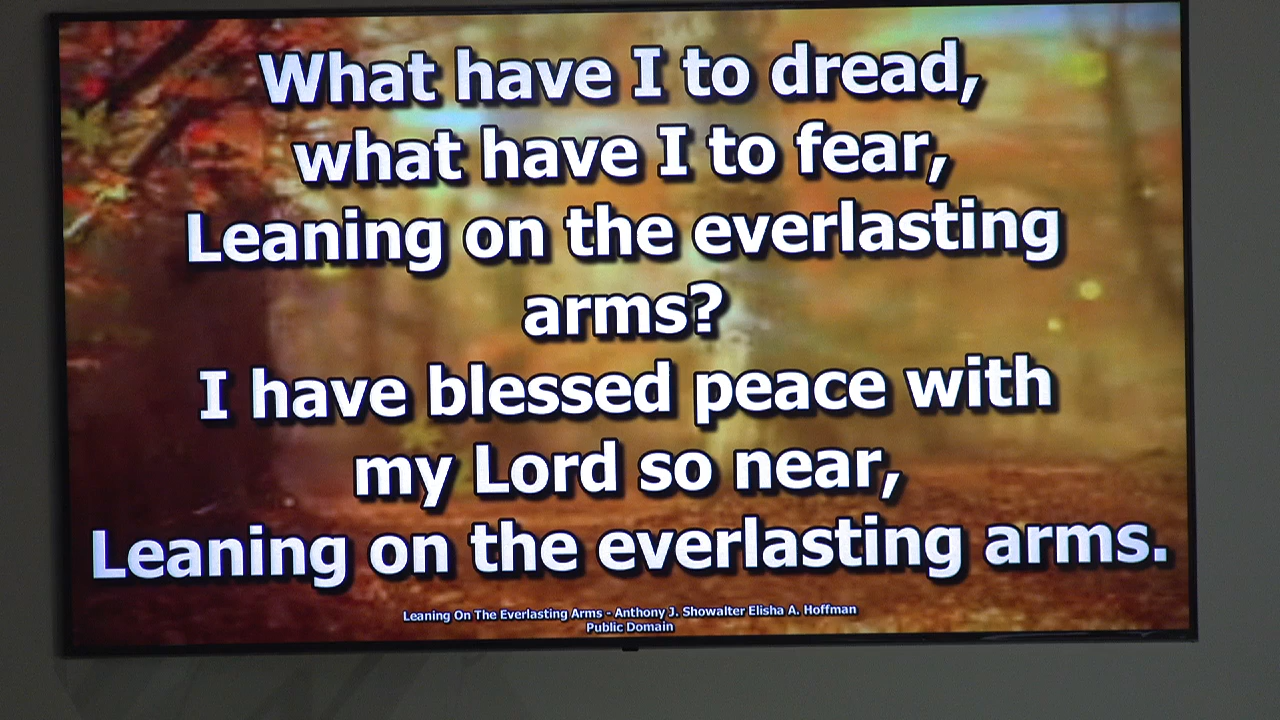 What have I to dread,
what have I to fear,
Leaning on the everlasting
arms?
I have blessed peace with
my Lord so near,
Leaning on the everlasting arms.
Leaning On The Everlasting Arms - Anthony J. Showalter Elisha A. Hoffman
Public Domain